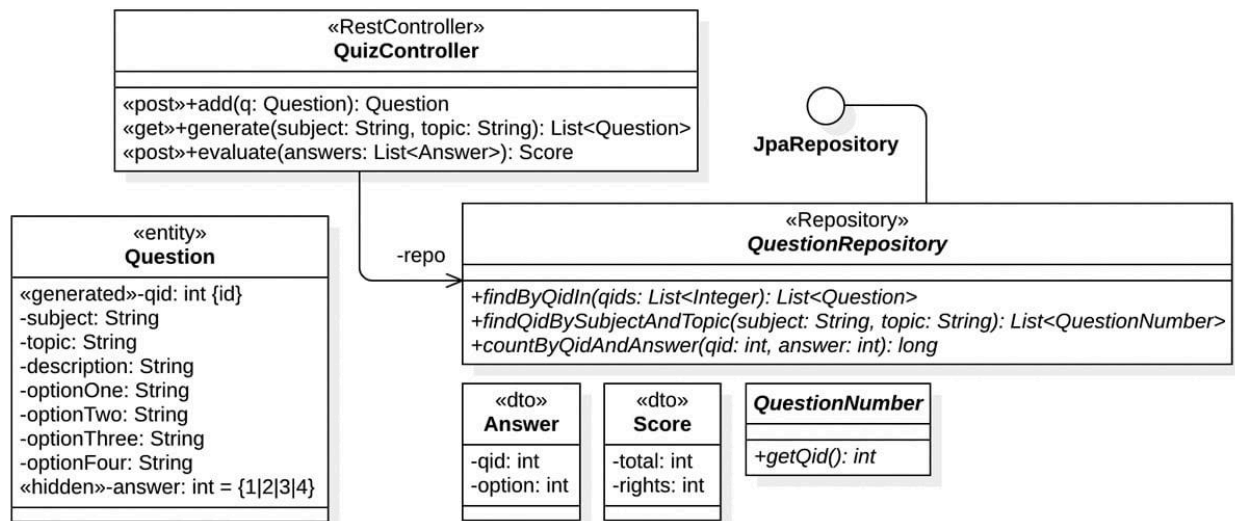 «RestController»
QuizController
«post»+add(q: Question): Question
«get»+generate(subject: String, topic: String): List<Question>
«post»+evaluate(answers: List<Answer>): Score
JpaRepository
-repo
«Repository»
QuestionRepository
+findByQidIn(qids: List<Integer): List<Question>
+findQidBySubjectAndTopic(subject: String, topic: String): List<QuestionNumber>
+countByQidAndAnswer(qid: int, answer: int): long
«entity»
Question
«generated»-qid: int {id}
-subject: String
-topic: String
-description: String
-optionOne: String
-optionTwo: String
-optionThree: String
-optionFour: String
«hidden»-answer: int = {1|2|3|4}
«dto»
Answer
-qid: int
-option: int
«dto»
Score
-total: int
-rights: int
QuestionNumber
+getQid(): int